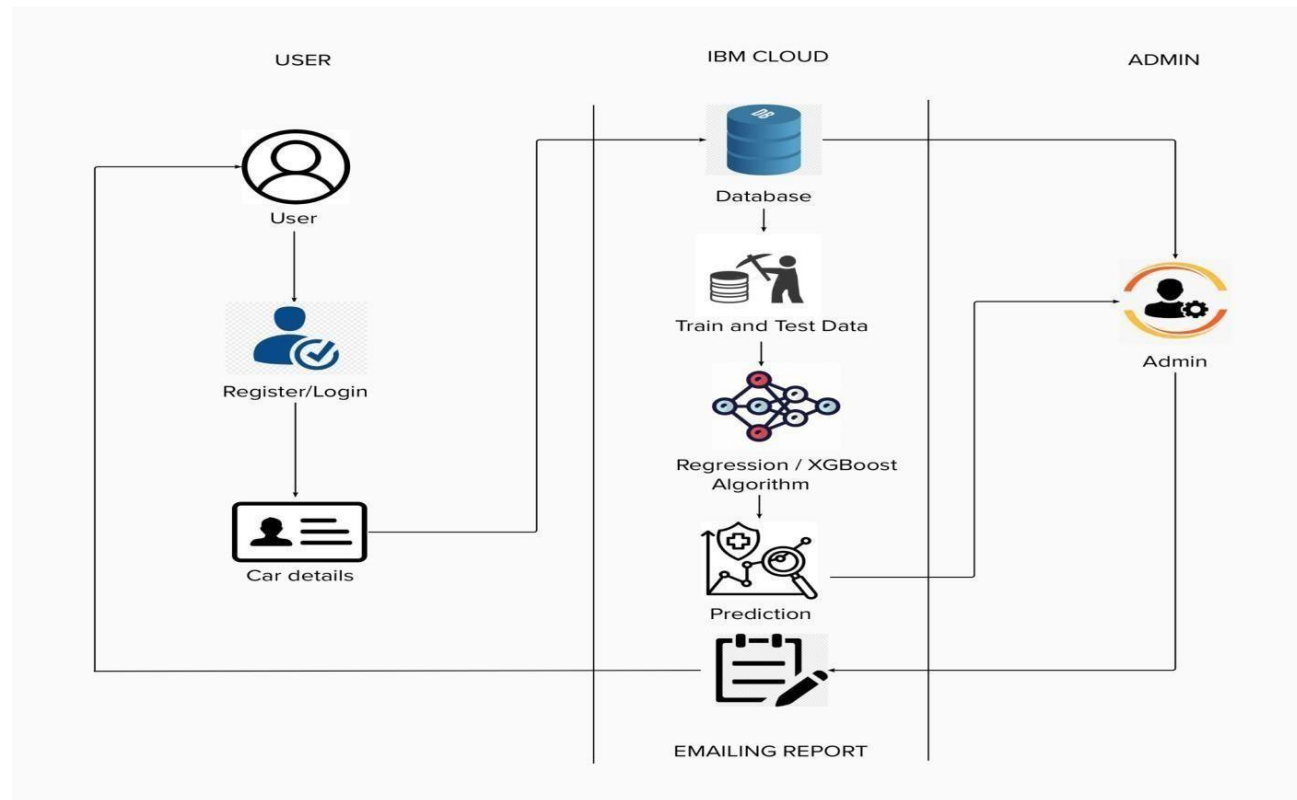 USER
IBM CLOUD
ADMIN
DB
Database
User
Train and Test Data
Register/Login
Admin
Regression / XGBoost
Algorithm
Car details
Prediction
EMAILING REPORT